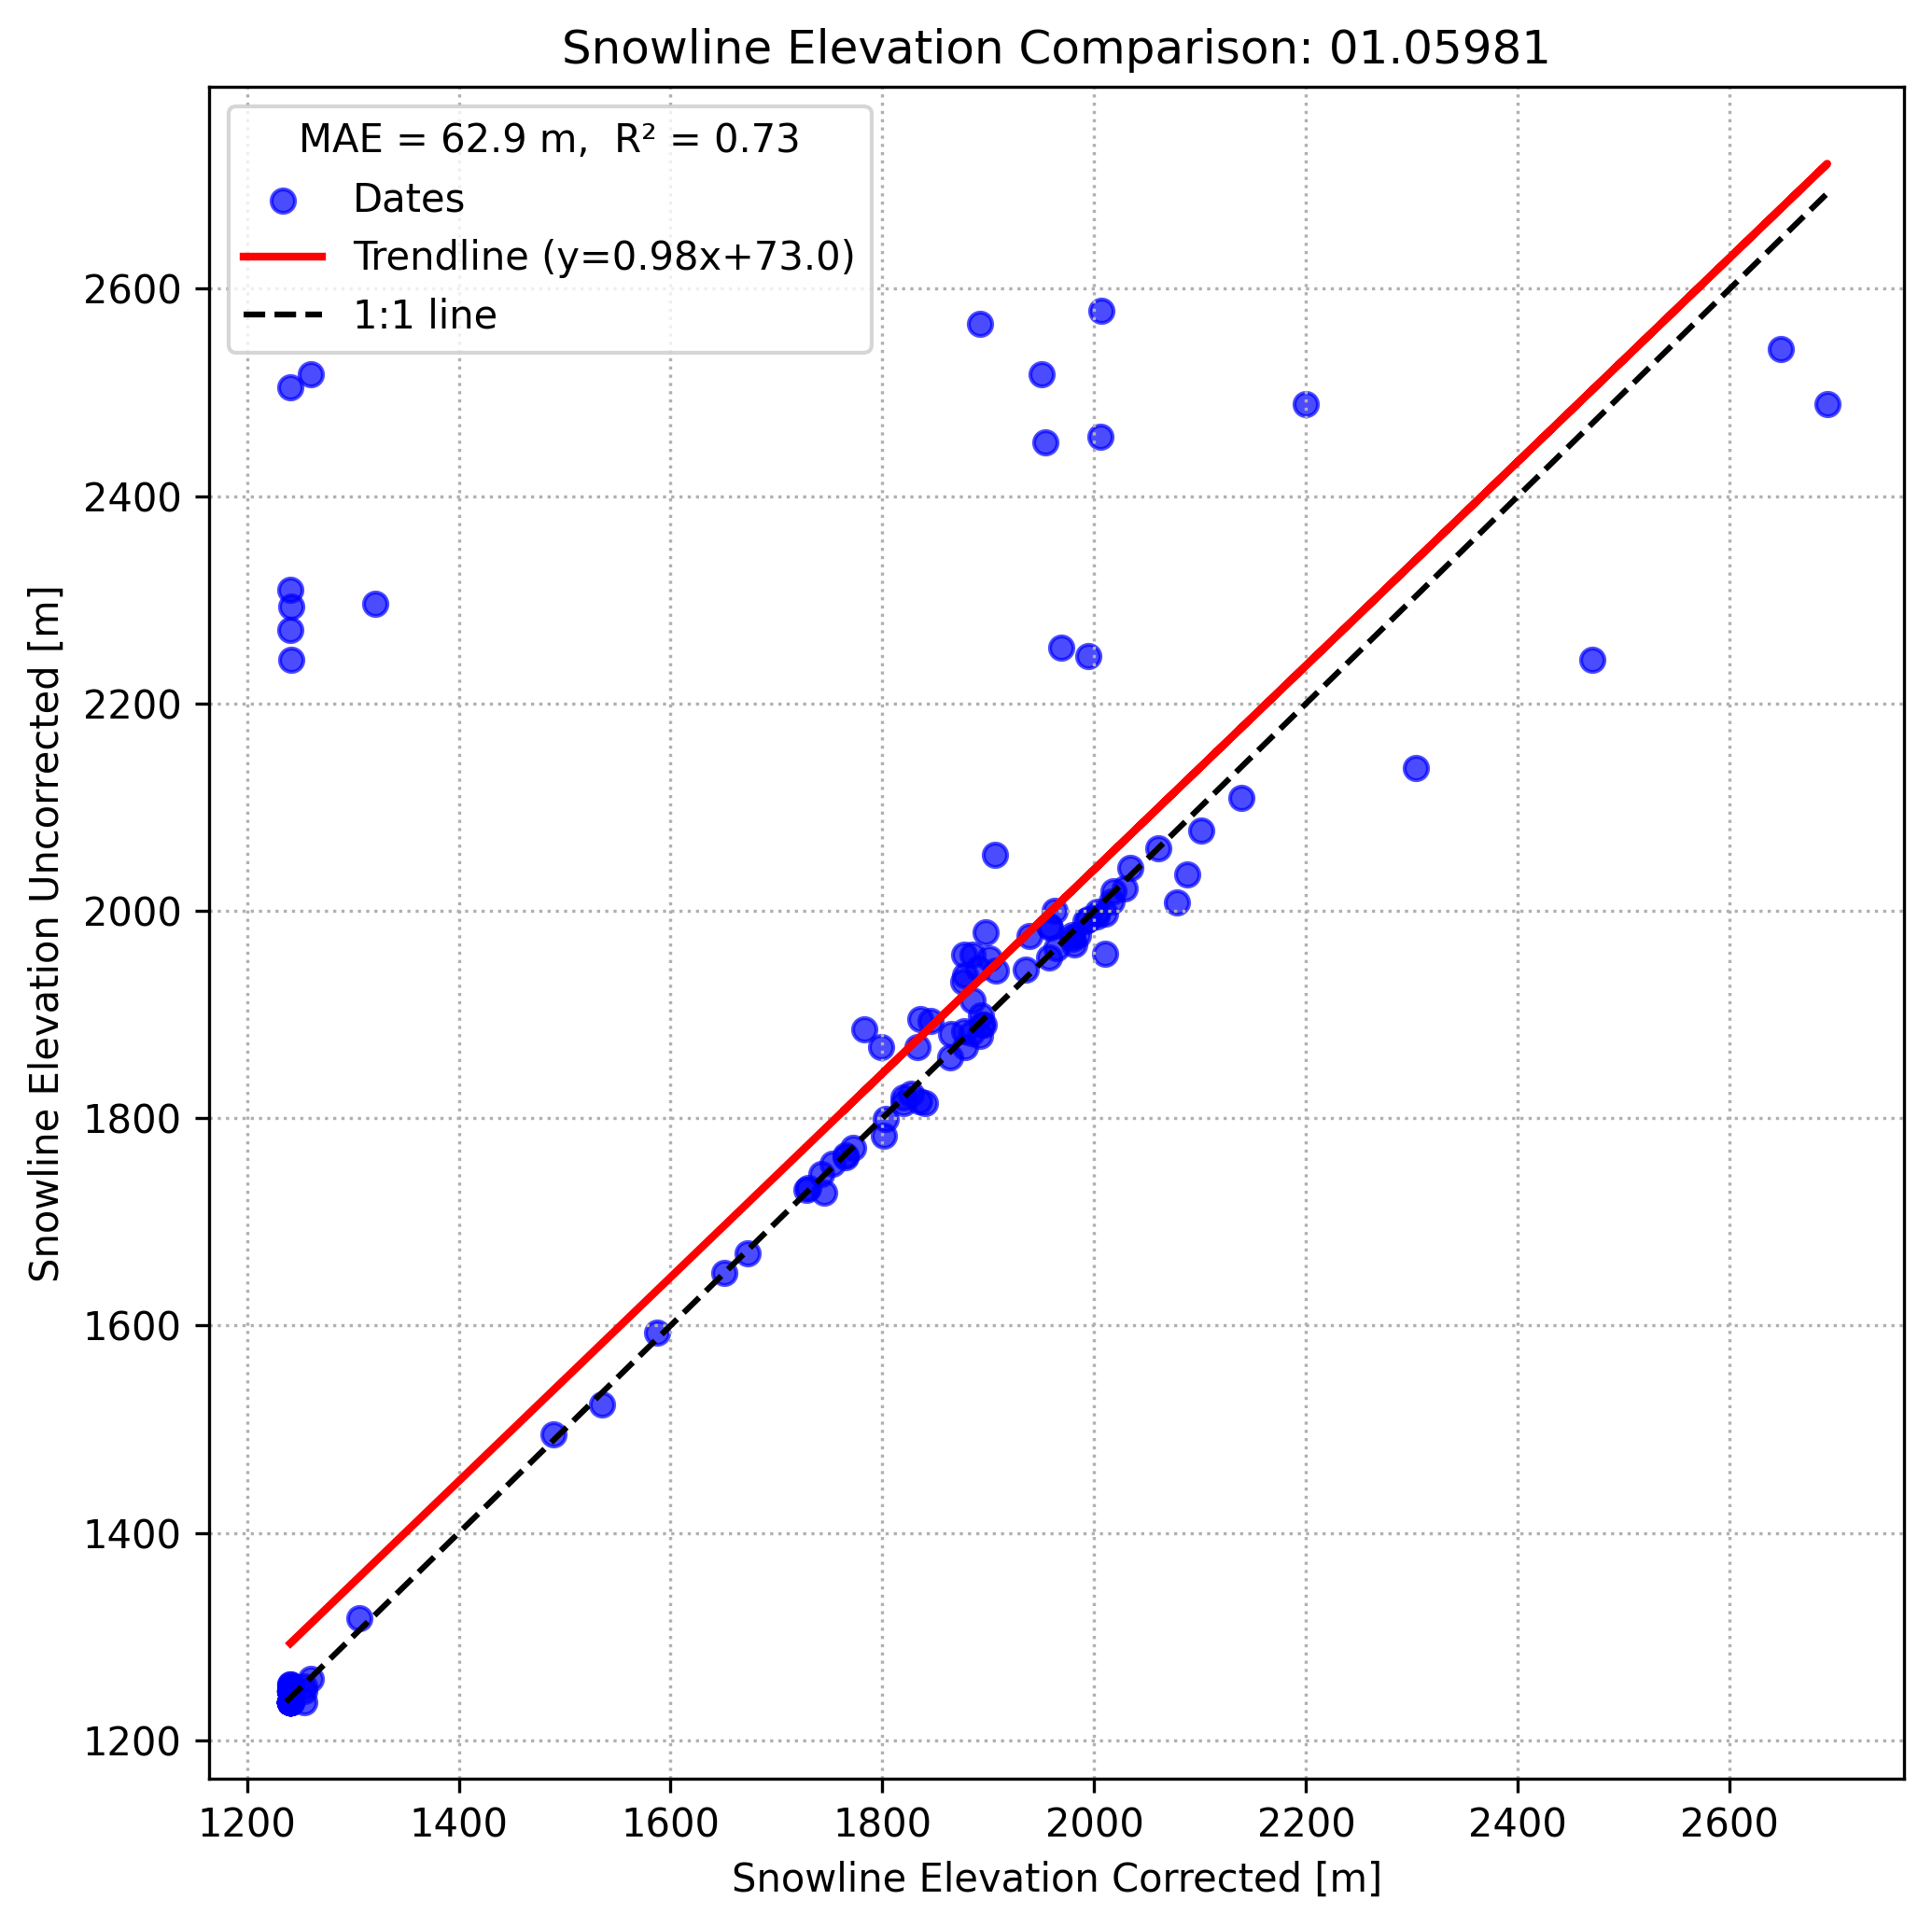 Snowline Elevation Comparison: 01.05981
MAE = 62.9 m,  R² = 0.73
Dates
Trendline (y=0.98x+73.0)
1:1 line
2600
2400
2200
2000
1800
1600
1400
1200
Snowline Elevation Uncorrected [m]
1200 1400 1600 1800 2000 2200 2400 2600
Snowline Elevation Corrected [m]